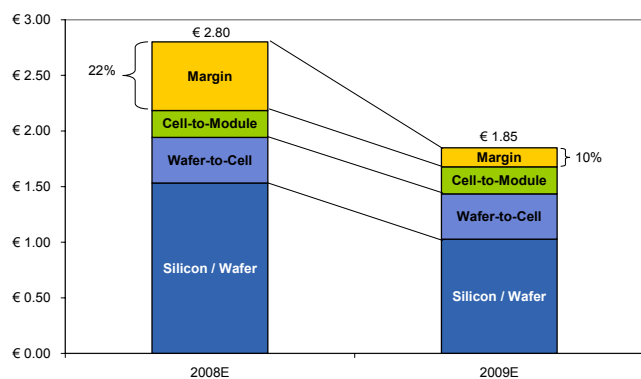 € 3.00
€ 2.80
€ 2.50
22%
Margin
€ 2.00
Cell-to-Module
€ 1.85
Margin
10%
Wafer-to-Cell
Cell-to-Module
€ 1.50
Wafer-to-Cell
€ 1.00
Silicon / Wafer
Silicon / Wafer
€ 0.50
€ 0.00
2008E
2009E